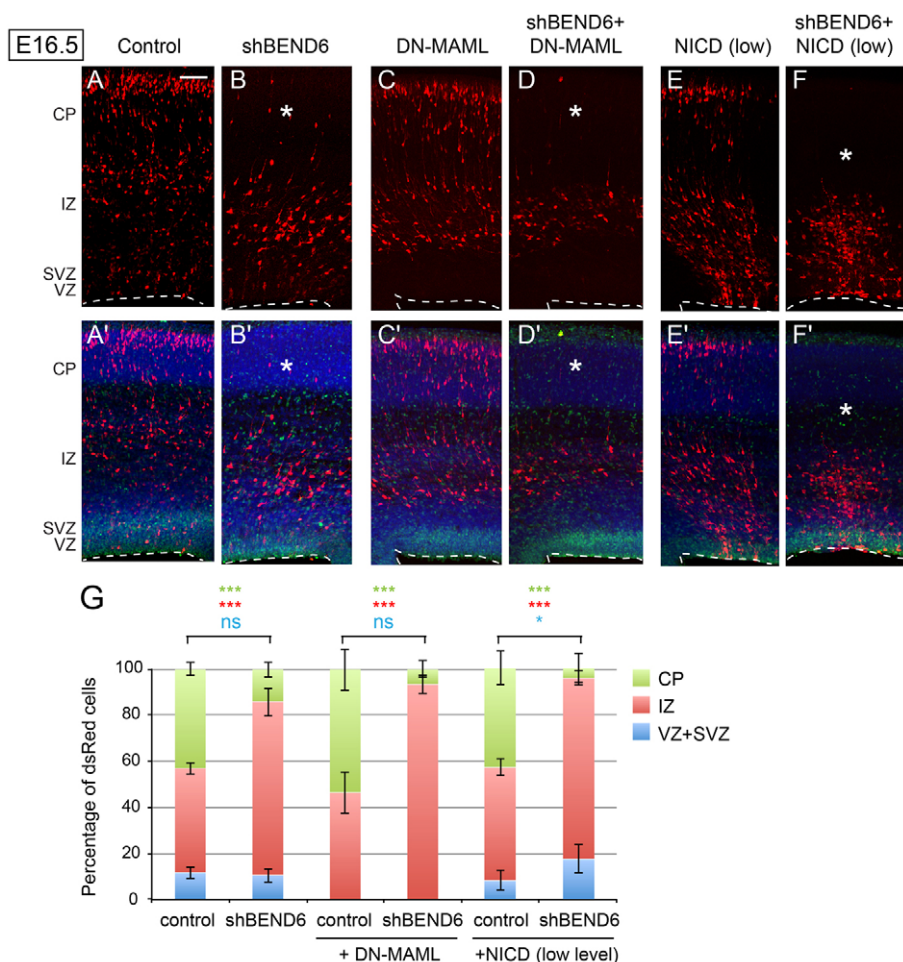 E16.5
Control
shBEND6
DN-MAML
shBEND6+
DN-MAML
NICD (low)
shBEND6+
NICD (low)
A
B
C
D
E
F
*
*
*
CP
IZ
SVZ
VZ
A'
B'
C'
D'
E'
F'
*
*
*
CP
IZ
SVZ
VZ
G
*** *** ***
*** *** ***
ns ns *
100
80
60
40
20
0
Percentage of dsRed cells
CP
IZ
VZ+SVZ
control shBEND6 control shBEND6 control shBEND6
+ DN-MAML +NICD (low level)